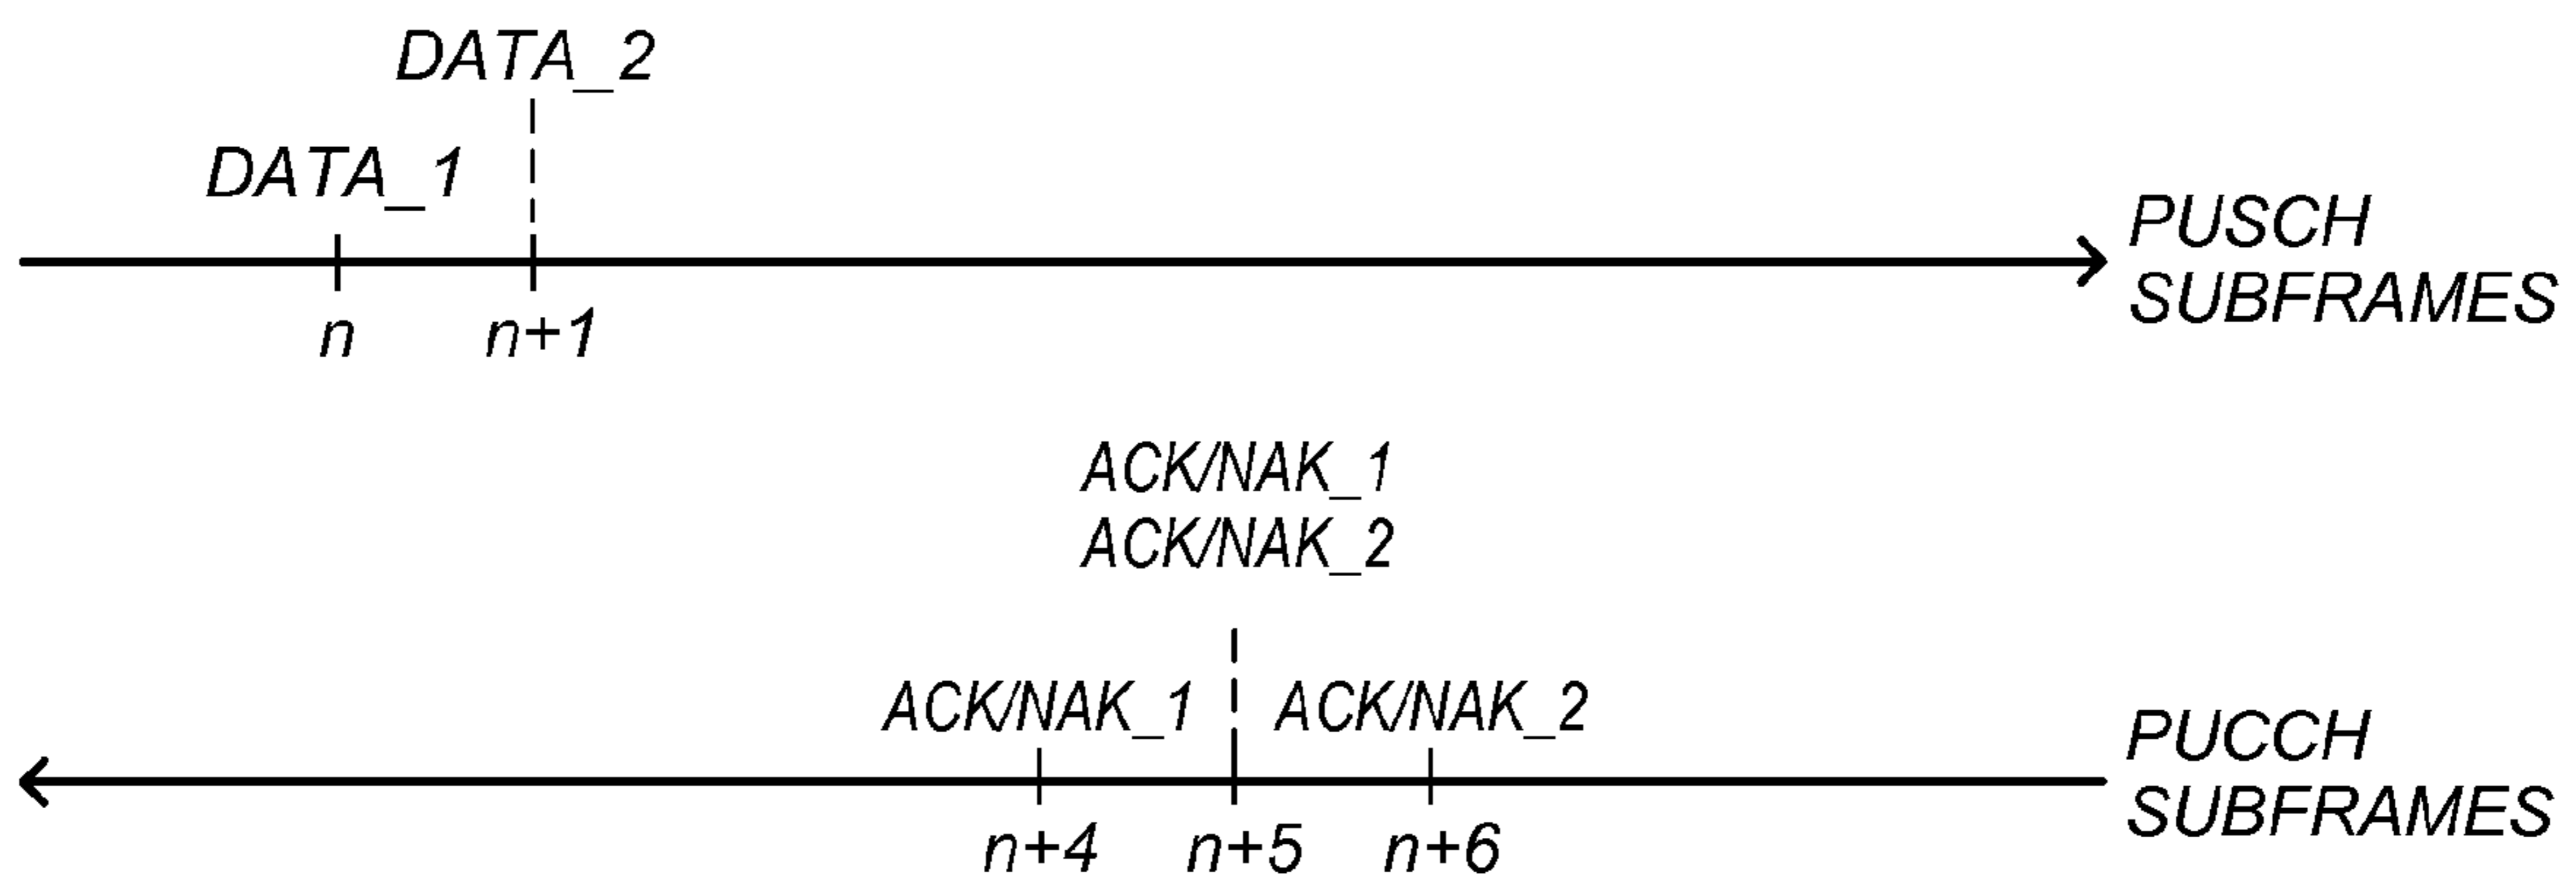 DATA_2
DATA_1
PUSCH
SUBFRAMES
n n+1
ACK/NAK_1
ACK/NAK_2
ACK/NAK_1 ACK/NAK_2
PUCCH
SUBFRAMES
n+4 n+5 n+6